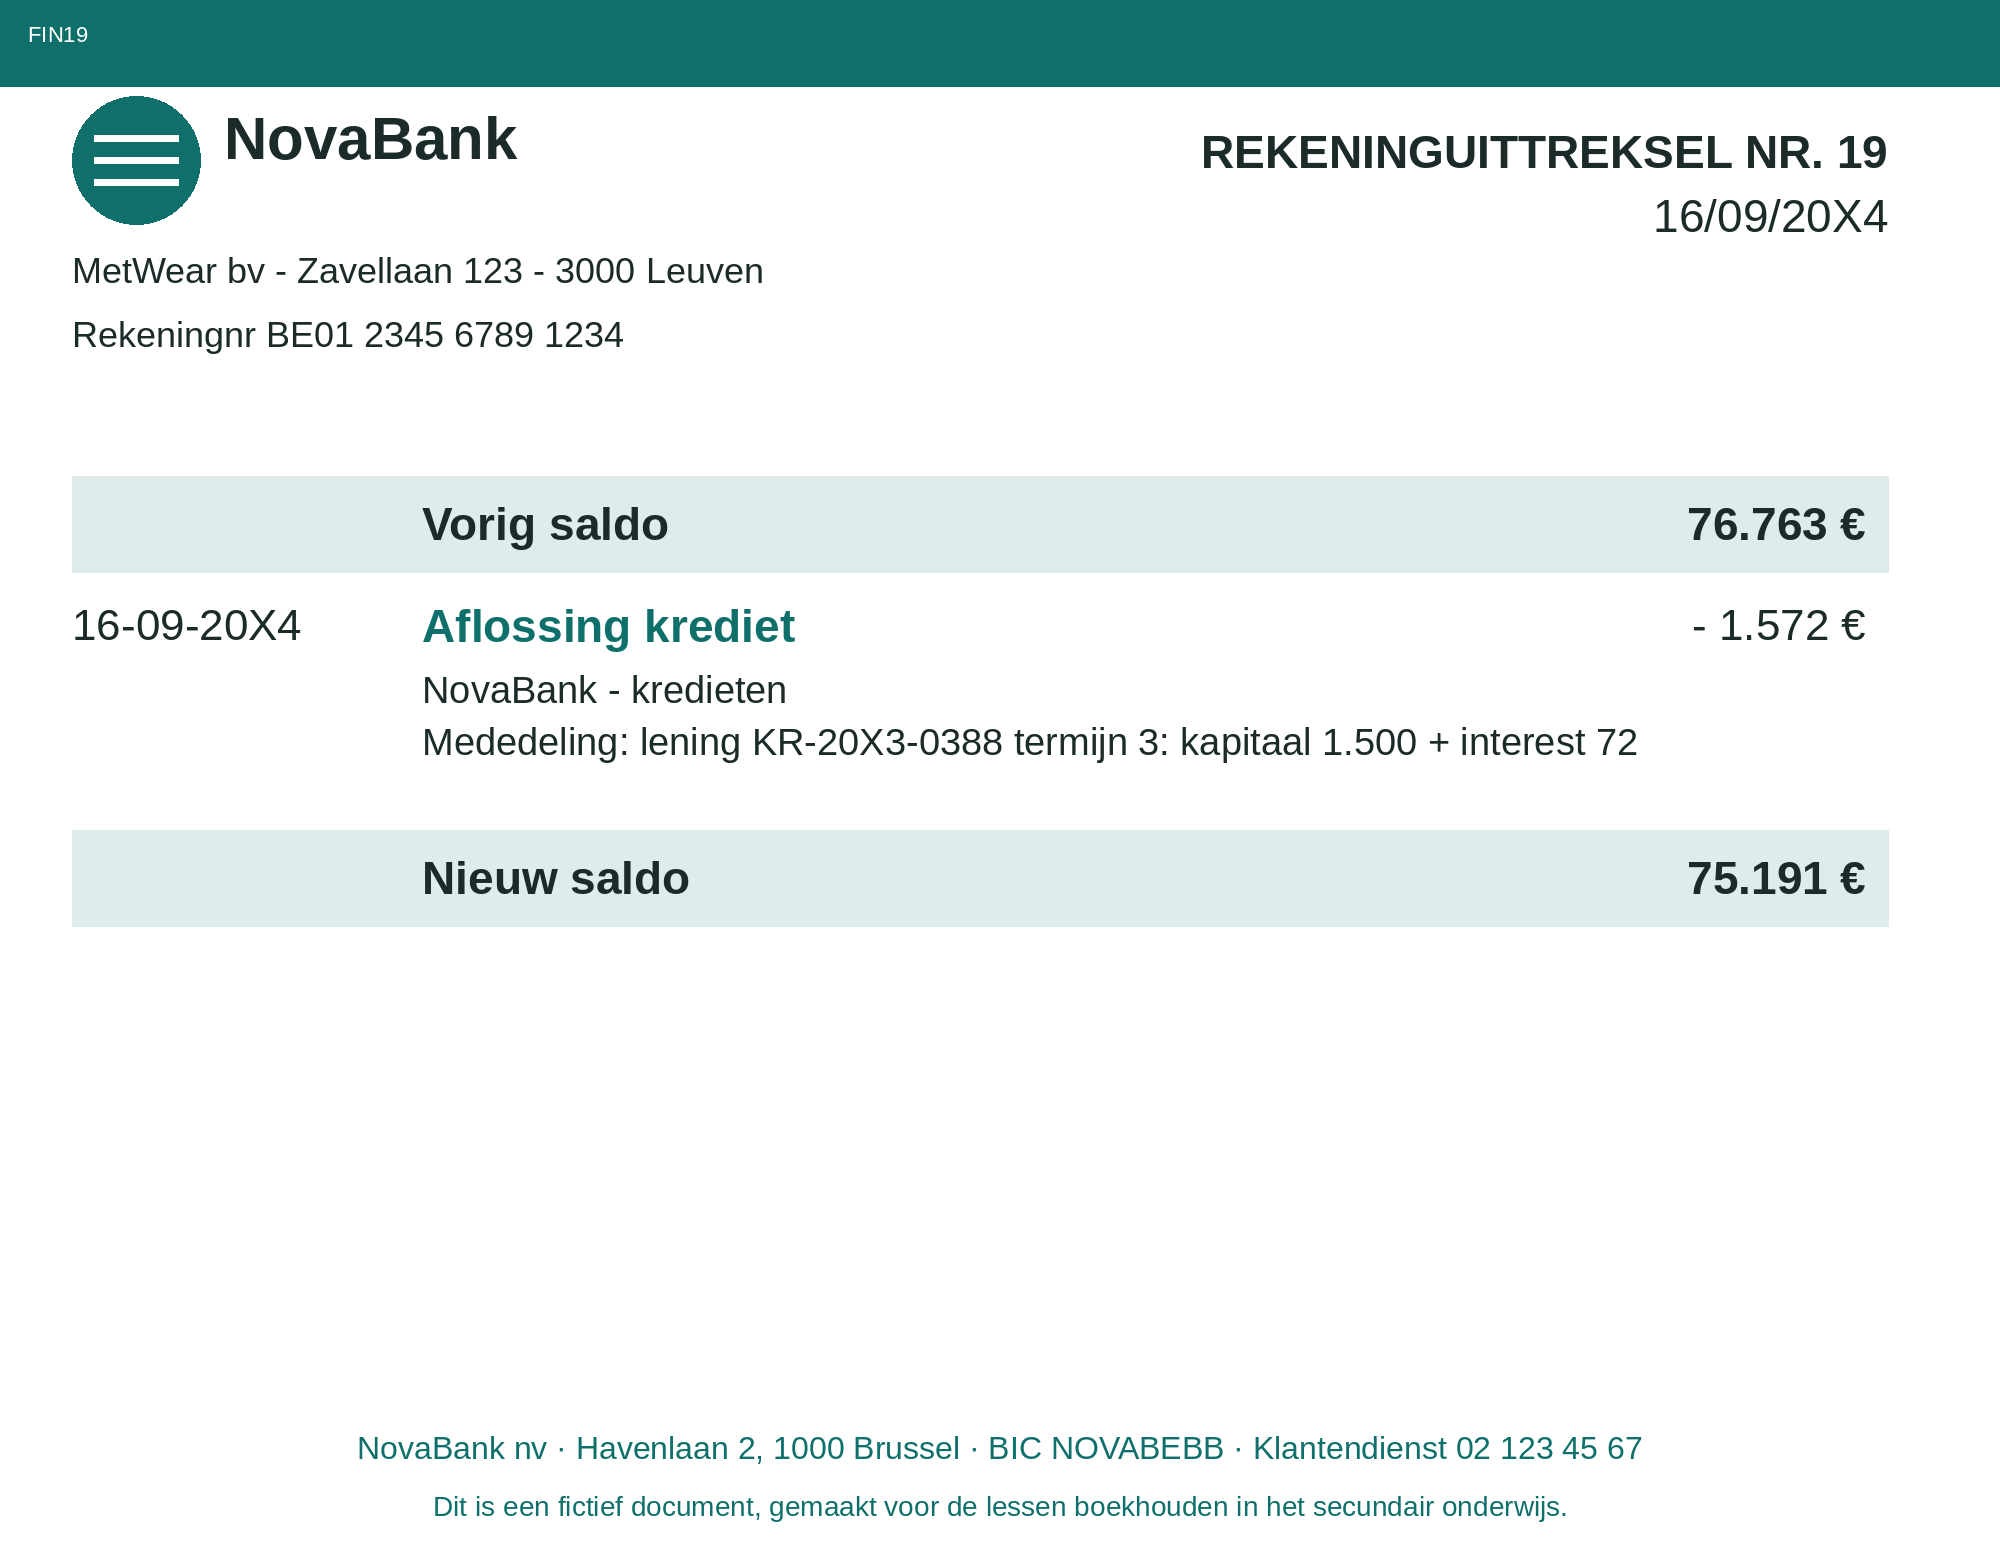 FIN19
NovaBank
REKENINGUITTREKSEL NR. 19
16/09/20X4
MetWear bv - Zavellaan 123 - 3000 Leuven
Rekeningnr BE01 2345 6789 1234
Vorig saldo 76.763 €
16-09-20X4 Aflossing krediet - 1.572 €
NovaBank - kredieten
Mededeling: lening KR-20X3-0388 termijn 3: kapitaal 1.500 + interest 72
Nieuw saldo 75.191 €
NovaBank nv · Havenlaan 2, 1000 Brussel · BIC NOVABEBB · Klantendienst 02 123 45 67
Dit is een fictief document, gemaakt voor de lessen boekhouden in het secundair onderwijs.